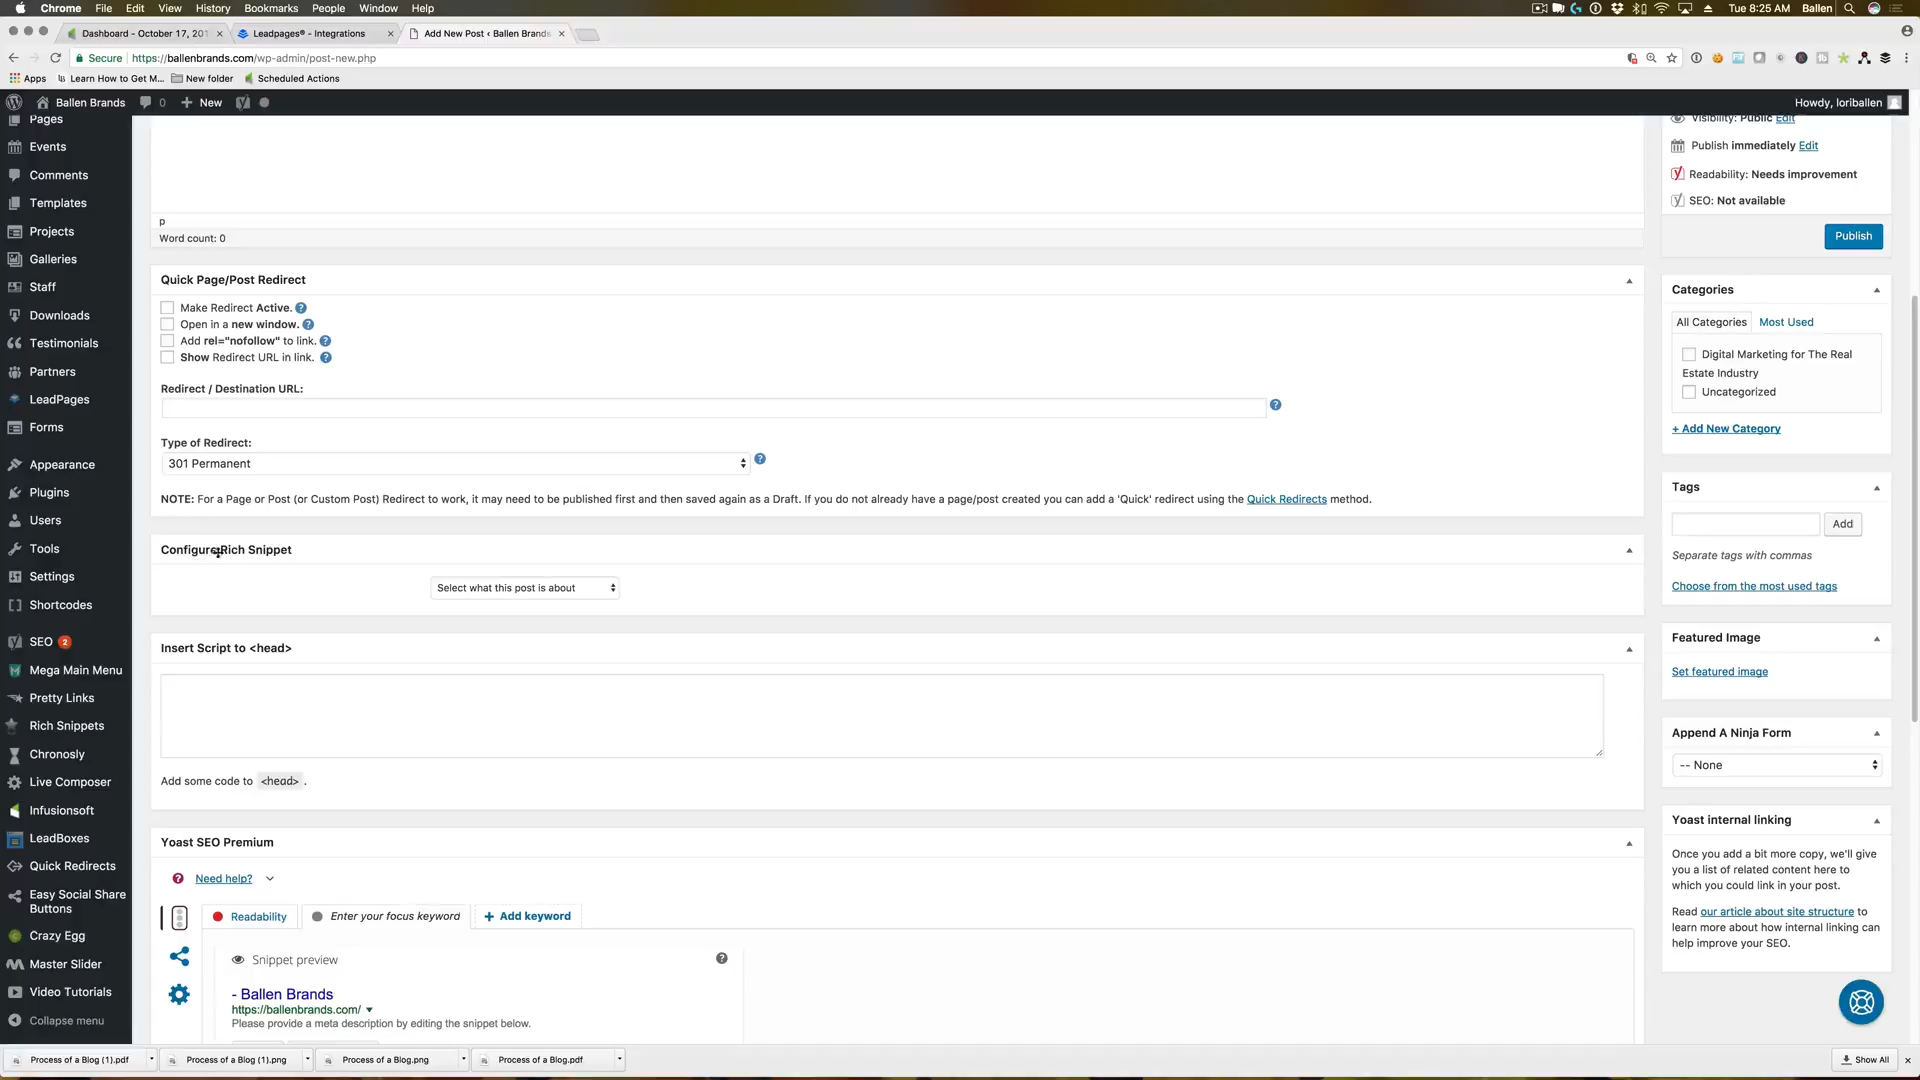 Chrome File Edit View History Bookmarks People Window Help
Tue 8:25 AM Ballen
Dashboard - October 17, 201 × Leadpages® - Integrations × Add New Post ‹ Ballen Brands ×
Secure https://ballenbrands.com/wp-admin/post-new.php
Apps Learn How to Get M... New folder Scheduled Actions
Ballen Brands 0 + New
Howdy, loriballen
Pages
Events
Comments
Templates
Projects
Galleries
Staff
Downloads
Testimonials
Partners
LeadPages
Forms
Appearance
Plugins
Users
Tools
Settings
Shortcodes
SEO 2
Mega Main Menu
Pretty Links
Rich Snippets
Chronosly
Live Composer
Infusionsoft
LeadBoxes
Quick Redirects
Easy Social Share
Buttons
Crazy Egg
Master Slider
Video Tutorials
Collapse menu
p
Word count: 0
Quick Page/Post Redirect
Make Redirect Active. ?
Open in a new window. ?
Add rel="nofollow" to link. ?
Show Redirect URL in link. ?
Redirect / Destination URL:
?
Type of Redirect:
301 Permanent ?
NOTE: For a Page or Post (or Custom Post) Redirect to work, it may need to be published first and then saved again as a Draft. If you do not already have a page/post created you can add a 'Quick' redirect using the Quick Redirects method.
Configure Rich Snippet
Select what this post is about
Insert Script to <head>
Add some code to <head> .
Yoast SEO Premium
? Need help?
Readability Enter your focus keyword + Add keyword
Snippet preview ?
- Ballen Brands
https://ballenbrands.com/
Please provide a meta description by editing the snippet below.
Visibility: Public Edit
Publish immediately Edit
Readability: Needs improvement
SEO: Not available
Publish
Categories
All Categories Most Used
Digital Marketing for The Real
Estate Industry
Uncategorized
+ Add New Category
Tags
Add
Separate tags with commas
Choose from the most used tags
Featured Image
Set featured image
Append A Ninja Form
-- None
Yoast internal linking
Once you add a bit more copy, we'll give
you a list of related content here to
which you could link in your post.
Read our article about site structure to
learn more about how internal linking can
help improve your SEO.
Process of a Blog (1).pdf Process of a Blog (1).png Process of a Blog.png Process of a Blog.pdf Show All ×